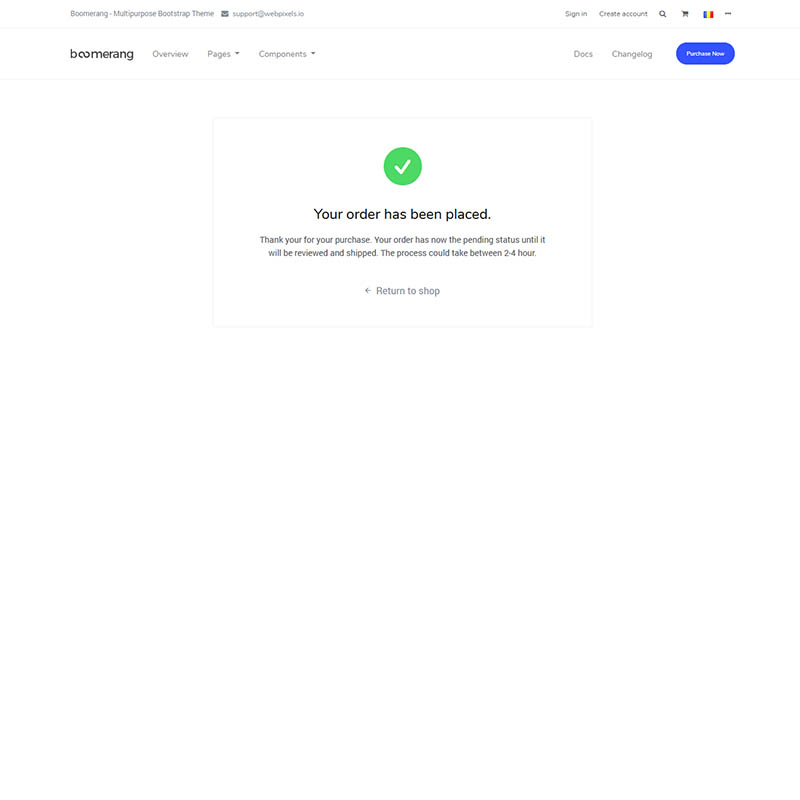 Boomerang - Multipurpose Bootstrap Theme support@webpixels.io Sign in Create account
boomerang Overview Pages Components Docs Changelog Purchase Now
Your order has been placed.
Thank your for your purchase. Your order has now the pending status until it
will be reviewed and shipped. The process could take between 2-4 hour.
Return to shop